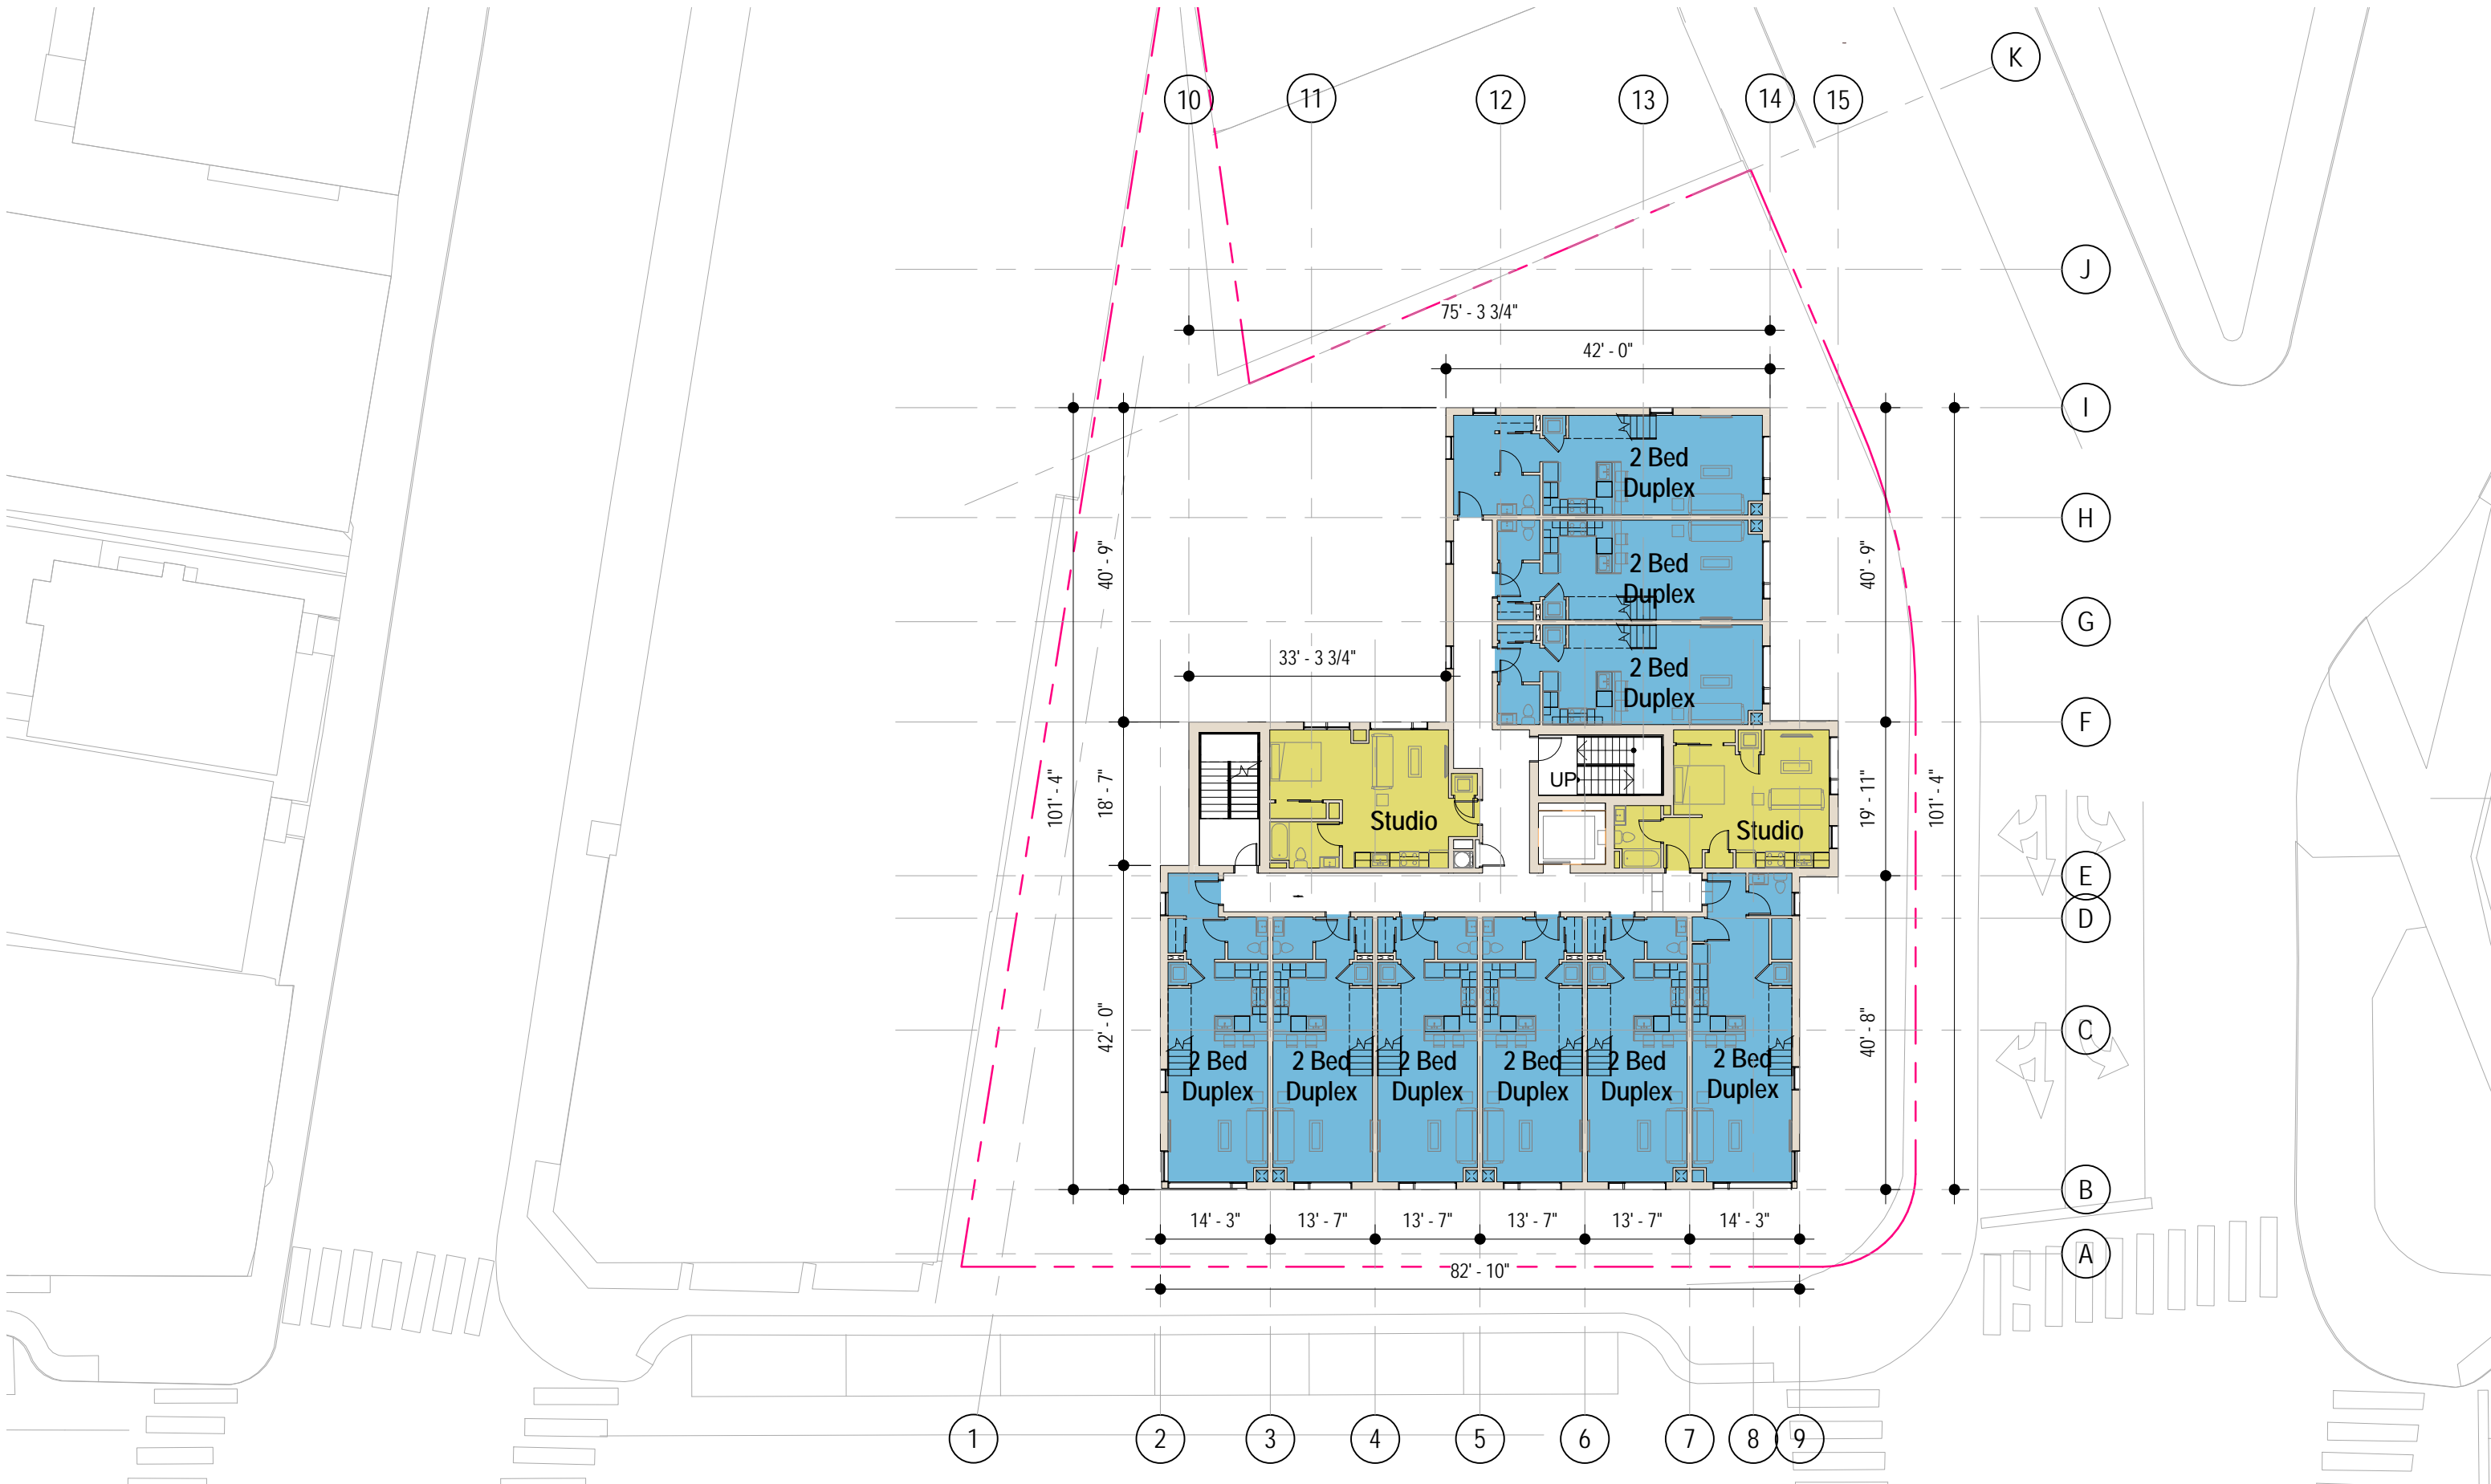 K
10
11
12
13
14
15
J
75' - 3 3/4"
42' - 0"
I
2 Bed
Duplex
H
40' - 9"
40' - 9"
2 Bed
Duplex
G
33' - 3 3/4"
2 Bed
Duplex
F
101' - 4"
18' - 7"
UP
Studio
Studio
19' - 11"
101' - 4"
E
D
42' - 0"
40' - 8"
C
2 Bed
Duplex
2 Bed
Duplex
2 Bed
Duplex
2 Bed
Duplex
2 Bed
Duplex
2 Bed
Duplex
B
14' - 3"
13' - 7"
13' - 7"
13' - 7"
13' - 7"
14' - 3"
A
82' - 10"
1
2
3
4
5
6
7
8
9